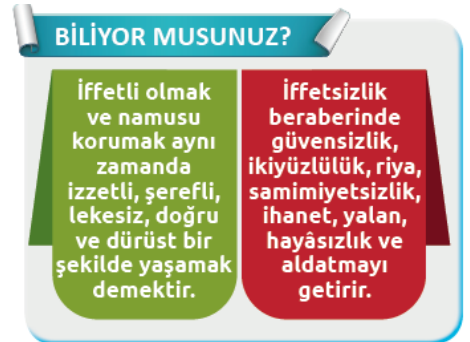 BİLİYOR MUSUNUZ?
İffetli olmak
ve namusu
korumak aynı
zamanda
izzetli, şerefli,
lekesiz, doğru
ve dürüst bir
şekilde yaşamak
demektir.
İffetsizlik
beraberinde
güvensizlik,
ikiyüzlülük, riya,
samimiyetsizlik,
ihanet, yalan,
hayâsızlık ve
aldatmayı
getirir.